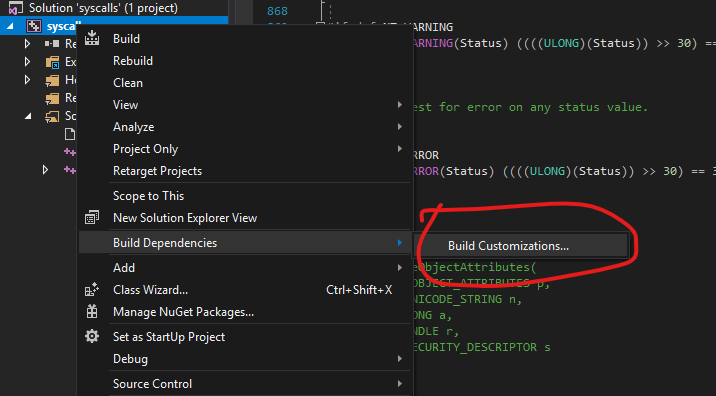 Solution 'syscalls' (1 project)
868
WARNING
syscall
Build
ARNING(Status) ((((ULONG)(Status)) >> 30) ==
Re
Rebuild
Ex
Clean
He
View
Re
Analyze
est for error on any status value.
So
Project Only
RROR
Retarget Projects
RROR(Status) ((((ULONG)(Status)) >> 30) == 3
Scope to This
New Solution Explorer View
Build Dependencies
Build Customizations...
Add
eObjectAttributes(
Class Wizard...
Ctrl+Shift+X
OBJECT_ATTRIBUTES p,
Manage NuGet Packages...
NICODE_STRING n,
ONG a,
Set as StartUp Project
NDLE r,
Debug
ECURITY_DESCRIPTOR s
Source Control